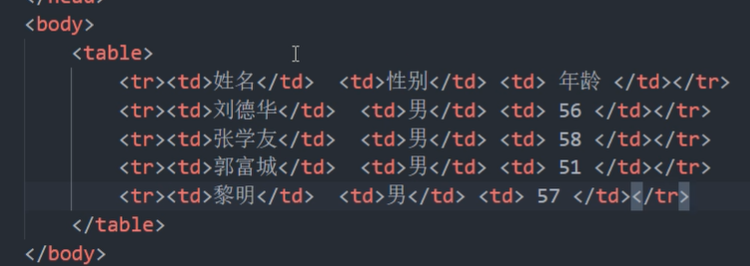 </head>
<body>
<table>
<tr><td>姓名</td>  <td>性别</td> <td> 年龄 </td></tr>
<tr><td>刘德华</td>  <td>男</td> <td> 56 </td></tr>
<tr><td>张学友</td>  <td>男</td> <td> 58 </td></tr>
<tr><td>郭富城</td>  <td>男</td> <td> 51 </td></tr>
<tr><td>黎明</td>  <td>男</td> <td> 57 </td></tr>
</table>
</body>